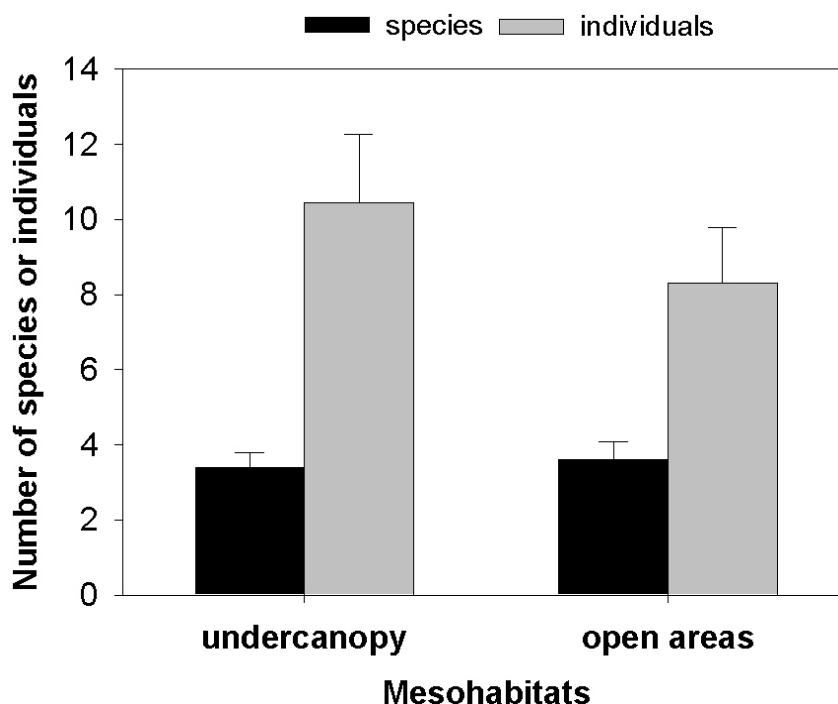 species individuals
Number of species or individuals
14
12
10
8
6
4
2
0
undercanopy open areas
Mesohabitats